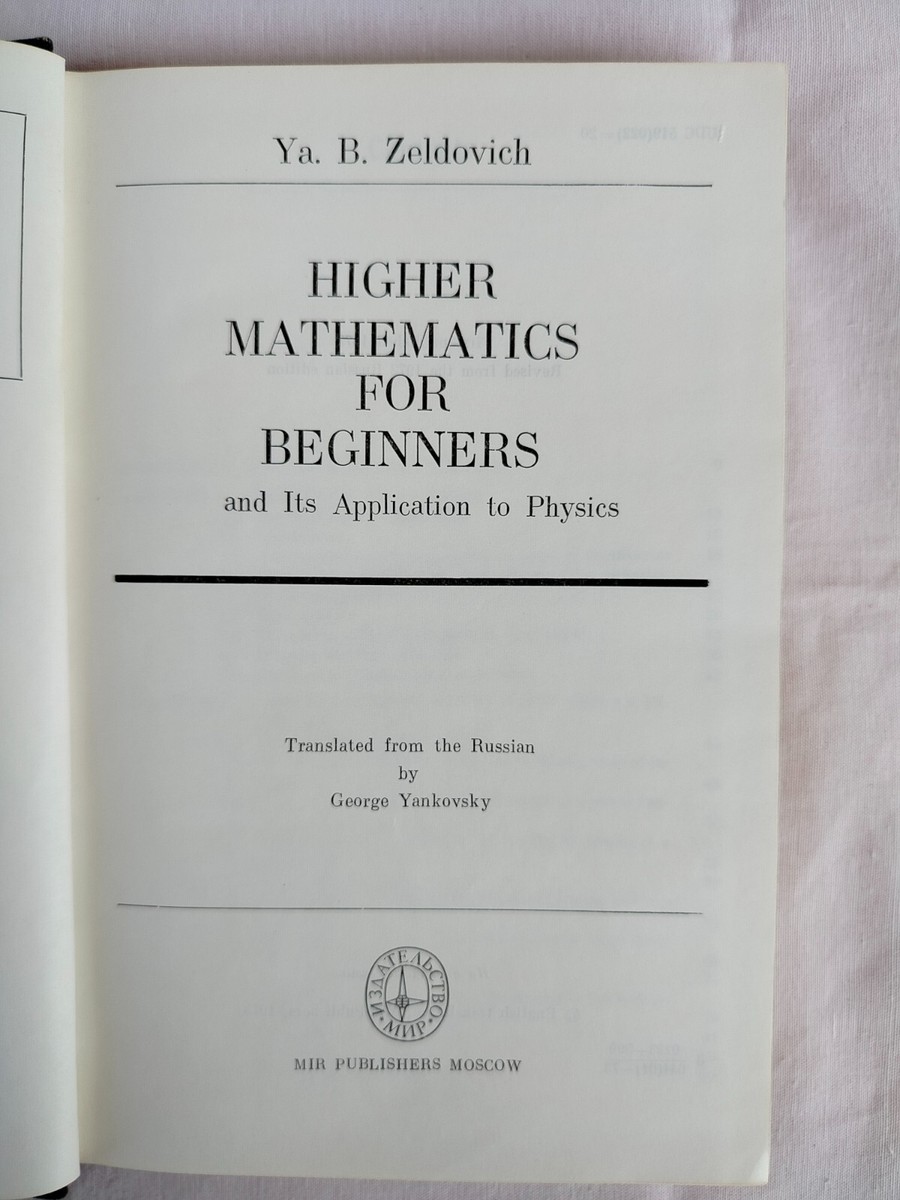 Ya. B. Zeldovich
HIGHER
MATHEMATICS
FOR
BEGINNERS
and Its Application to Physics
Translated from the Russian
by
George Yankovsky
ИЗДАТЕЛЬСТВО
МИР
MIR PUBLISHERS MOSCOW